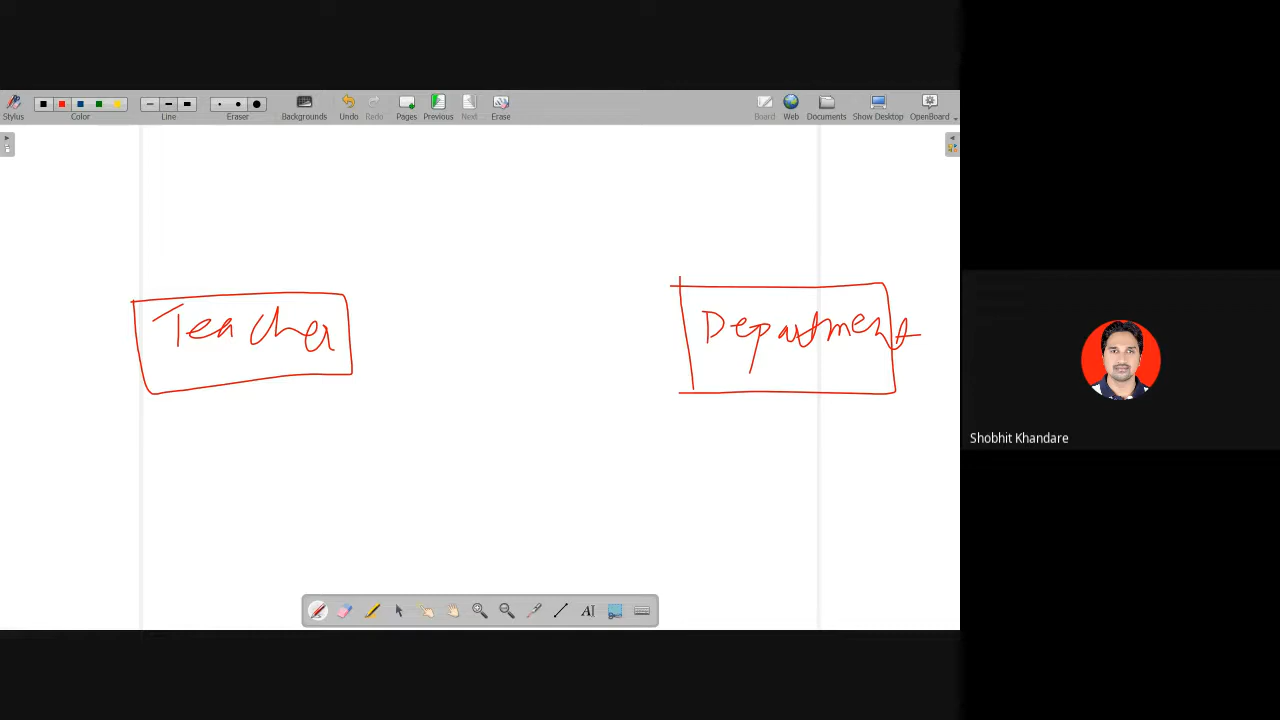 Stylus
Color
Line
Eraser
Backgrounds
Undo
Redo
Pages
Previous
Next
Erase
Board
Web
Documents
Show Desktop
OpenBoard
Teacher
Department
AI
Shobhit Khandare